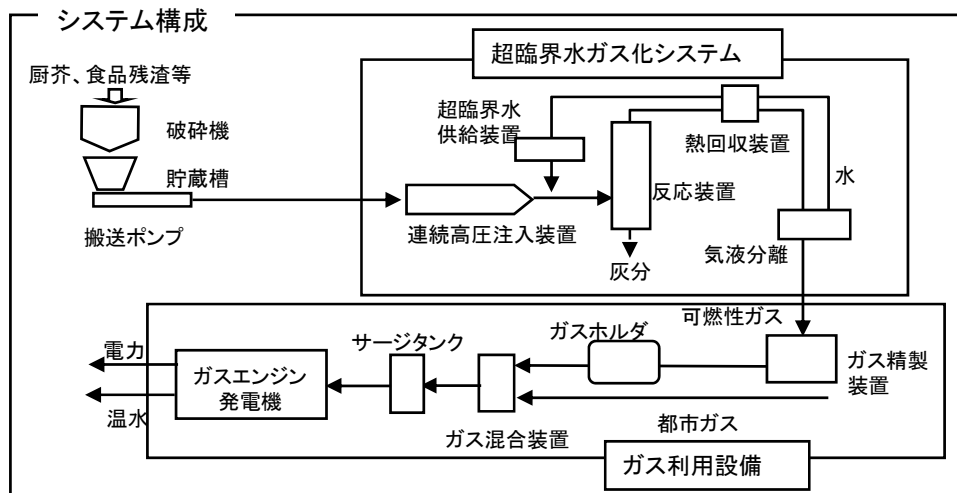 システム構成
超臨界水ガス化システム
厨芥、食品残渣等
破砕機
貯蔵槽
搬送ポンプ
超臨界水
供給装置
熱回収装置
水
反応装置
連続高圧注入装置
灰分
気液分離
可燃性ガス
ガス精製
装置
ガスホルダ
サージタンク
電力
ガスエンジン
発電機
温水
ガス混合装置
都市ガス
ガス利用設備